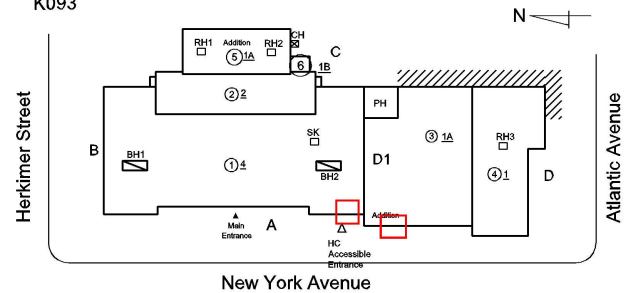 K093
N
CH
RH1
Addition
RH2
C
5 1A
6
1B
2 2
PH
Herkimer Street
Atlantic Avenue
SK
3 1A
RH3
B
BH1
D1
1 4
BH2
4 1
D
Addition
Main
Entrance
A
HC
Accessible
Entrance
New York Avenue